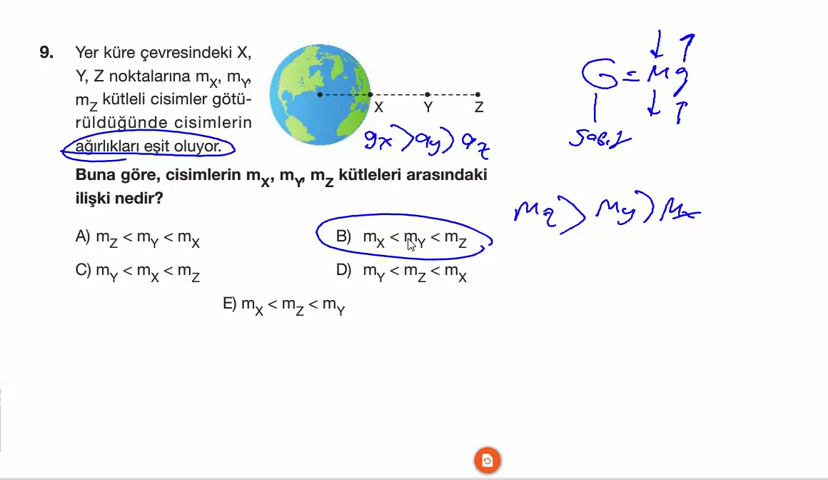 9. Yer küre çevresindeki X,
Y, Z noktalarına mX, mY,
mZ kütleli cisimler götü-
rüldüğünde cisimlerin
ağırlıkları eşit oluyor.
X Y Z
gx > gy > gz
G = mg
sabit
Buna göre, cisimlerin mX, mY, mZ kütleleri arasındaki
ilişki nedir?
mz > my > mx
A) mZ < mY < mX B) mX < mY < mZ
C) mY < mX < mZ D) mY < mZ < mX
E) mX < mZ < mY